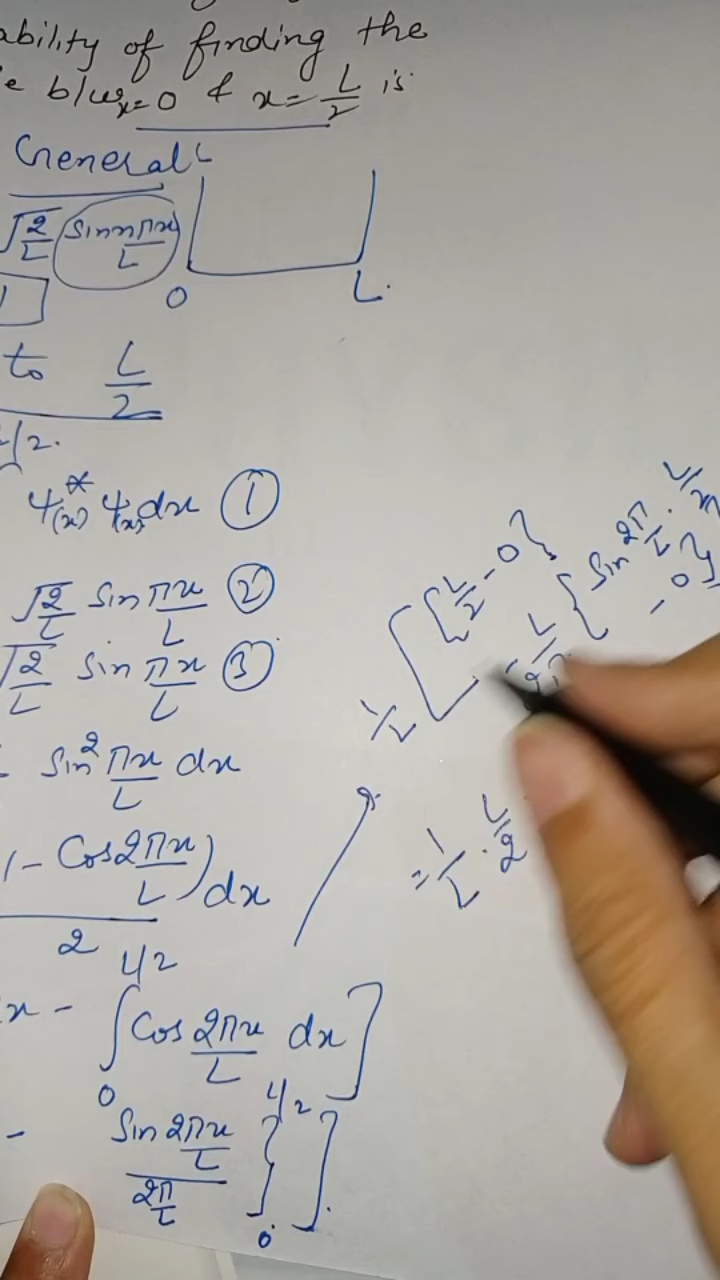 ability of finding the
e b/w x=0 & x = L/2 is
General
√2/L Sin nπx/L
0 L.
to L/2
L/2.
ψ*(x) ψ(x) dx ①
√2/L Sin πx/L ②
√2/L Sin πx/L ③
Sin² πx/L dx
1 - Cos 2πx/L) dx
2
L/2
x - ∫ Cos 2πx/L dx]
0
- Sin 2πx/L / 2π/L } ] L/2
0
1/L [ { L/2 - 0 } - L/2π { Sin 2π/L · L/2 - 0 }
= 1/L · L/2